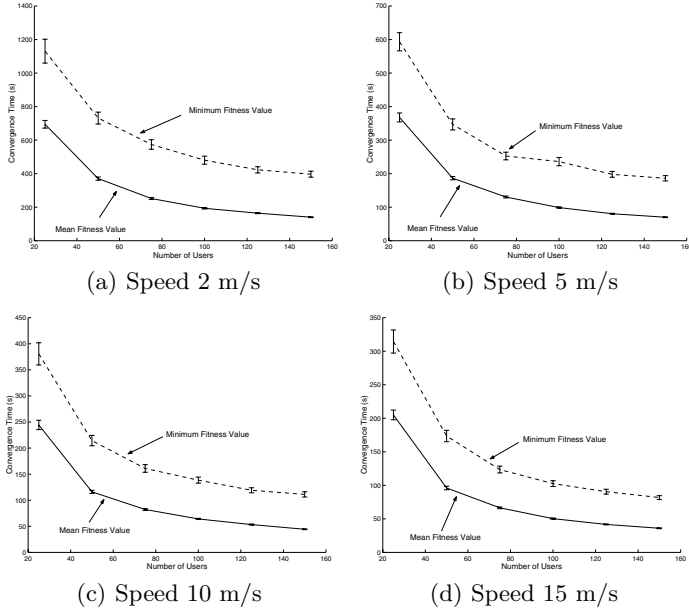 1400
1200
1000
800
600
400
200
0
20 40 60 80 100 120 140 160
Convergence Time (s)
Number of Users
Minimum Fitness Value
Mean Fitness Value
(a) Speed 2 m/s
700
600
500
400
300
200
100
0
20 40 60 80 100 120 140 160
Convergence Time (s)
Number of Users
Minimum Fitness Value
Mean Fitness Value
(b) Speed 5 m/s
450
400
350
300
250
200
150
100
50
0
20 40 60 80 100 120 140 160
Convergence Time (s)
Number of Users
Minimum Fitness Value
Mean Fitness Value
(c) Speed 10 m/s
350
300
250
200
150
100
50
0
20 40 60 80 100 120 140 160
Convergence Time (s)
Number of Users
Minimum Fitness Value
Mean Fitness Value
(d) Speed 15 m/s